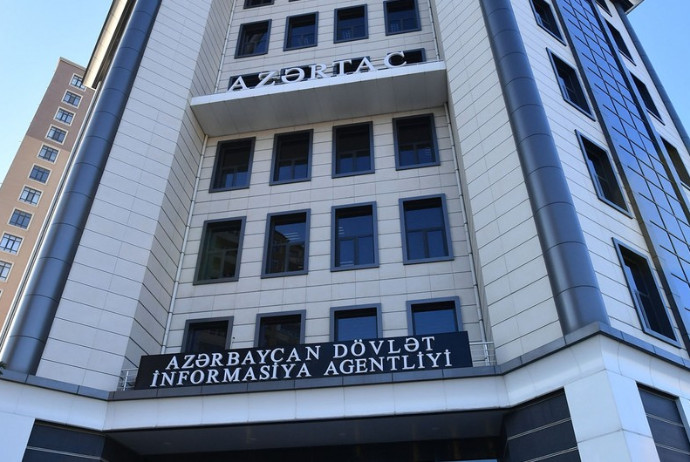 AZƏRTAC
AZƏRBAYCAN DÖVLƏT
İNFORMASİYA AGENTLİYİ